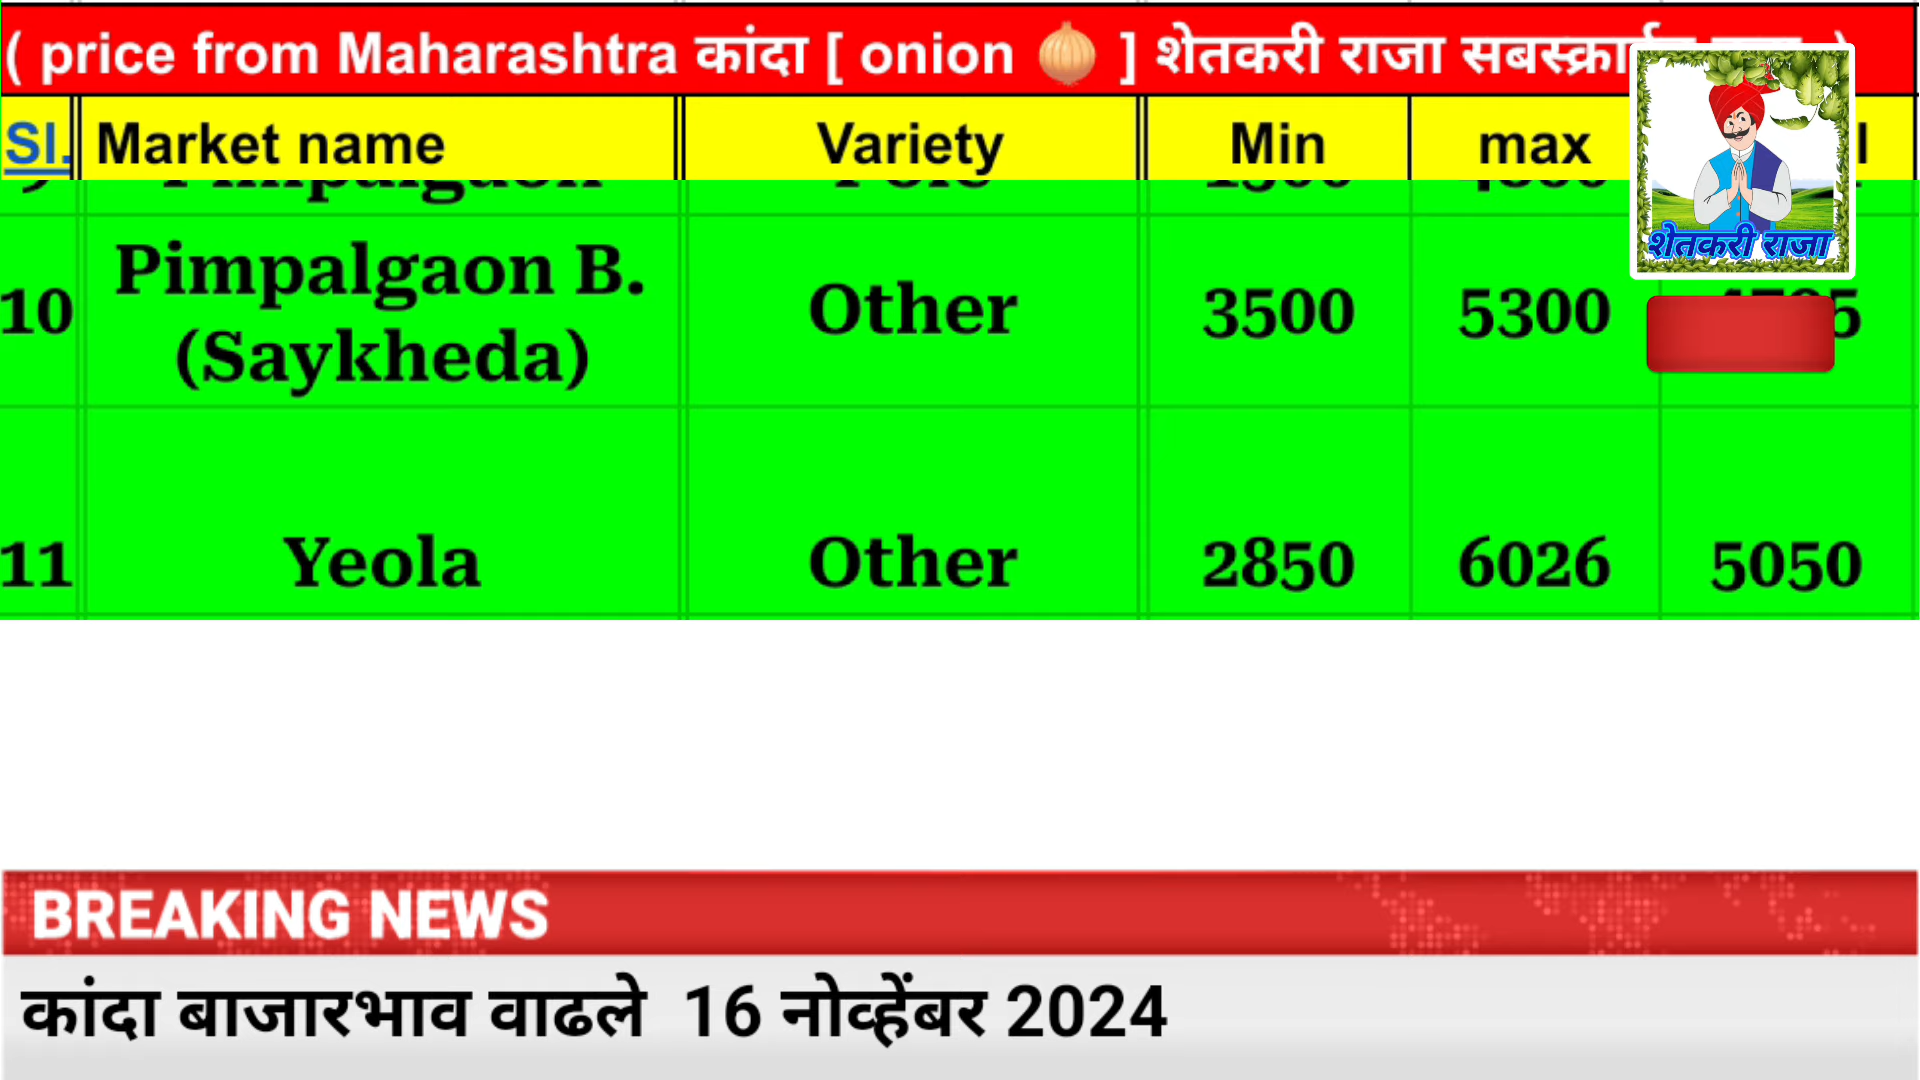 ( price from Maharashtra कांदा [ onion 🧅 ] शेतकरी राजा
Sl. Market name Variety Min max
Pimpalgaon
शेतकरी राजा
10 Pimpalgaon B. (Saykheda) Other 3500 5300
11 Yeola Other 2850 6026 5050
BREAKING NEWS
कांदा बाजारभाव वाढले 16 नोव्हेंबर 2024